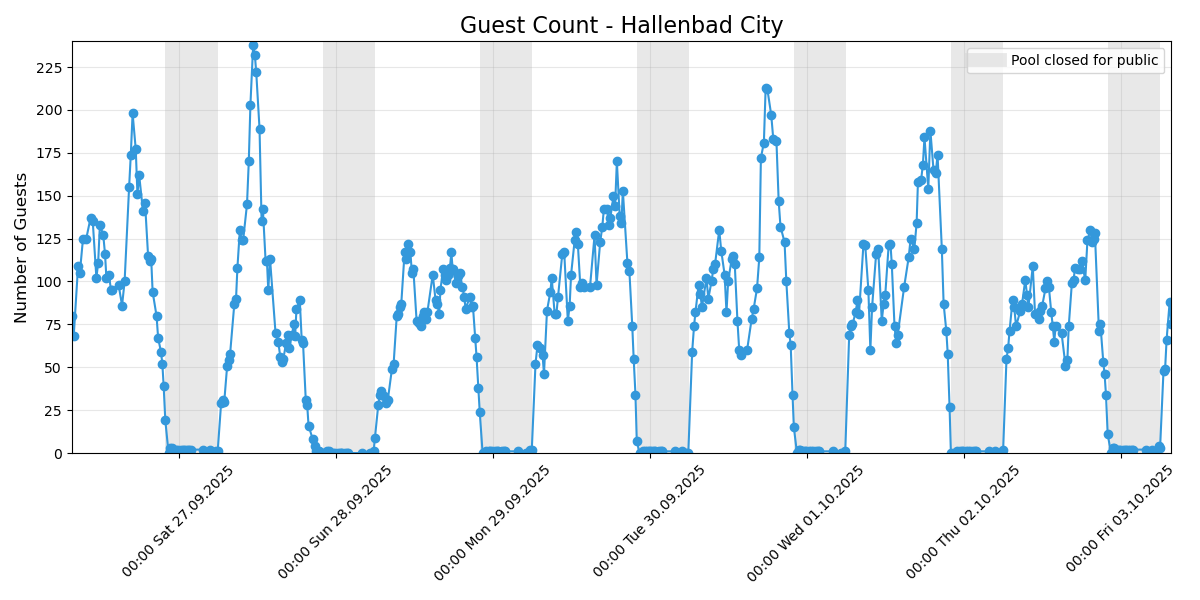 Guest Count - Hallenbad City
Pool closed for public
Number of Guests
225
200
175
150
125
100
75
50
25
0
00:00 Sat 27.09.2025
00:00 Sun 28.09.2025
00:00 Mon 29.09.2025
00:00 Tue 30.09.2025
00:00 Wed 01.10.2025
00:00 Thu 02.10.2025
00:00 Fri 03.10.2025